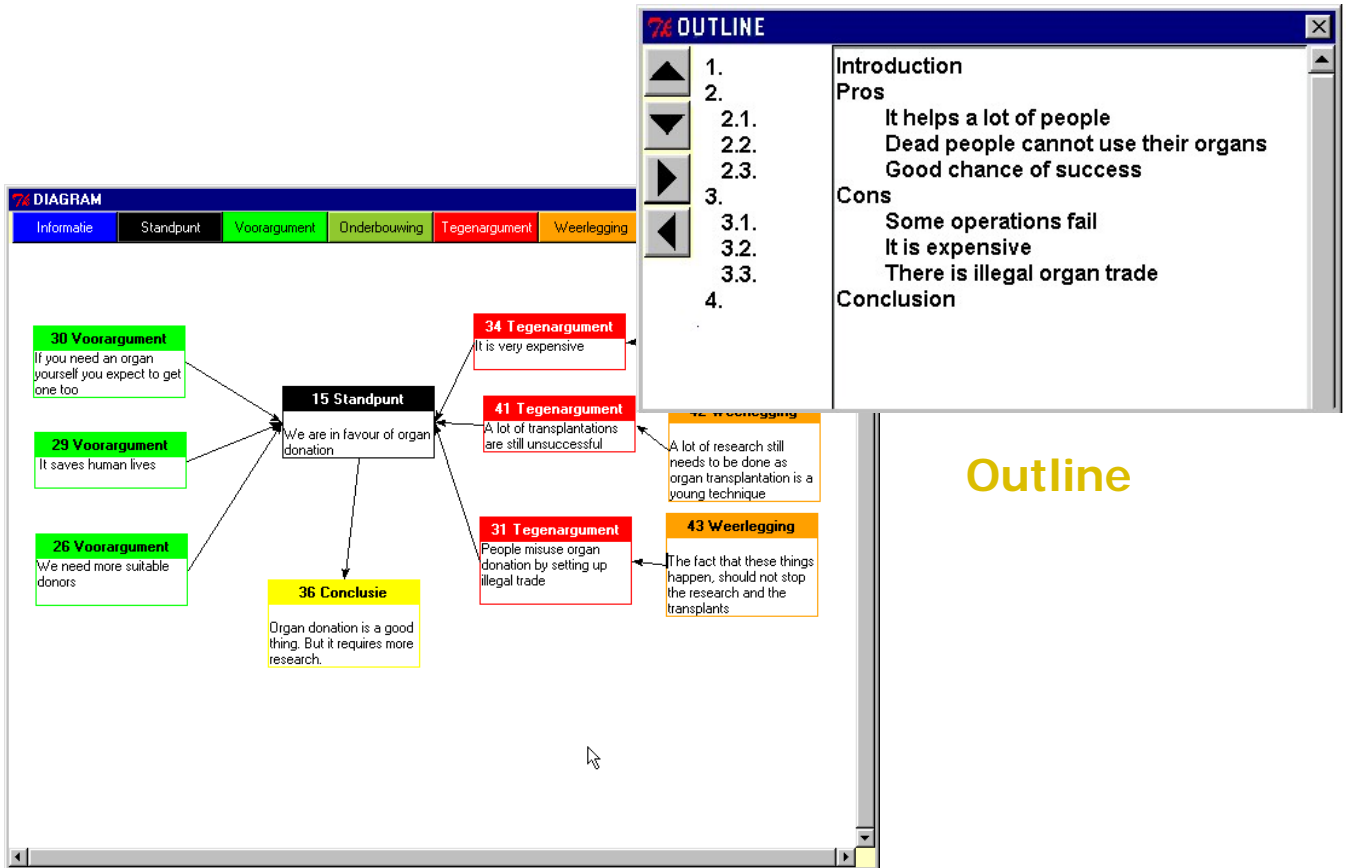 OUTLINE
1. Introduction
2. Pros
2.1. It helps a lot of people
2.2. Dead people cannot use their organs
2.3. Good chance of success
3. Cons
3.1. Some operations fail
3.2. It is expensive
3.3. There is illegal organ trade
4. Conclusion
DIAGRAM
Informatie Standpunt Voorargument Onderbouwing Tegenargument Weerlegging
30 Voorargument
If you need an organ
yourself you expect to get
one too
29 Voorargument
It saves human lives
26 Voorargument
We need more suitable
donors
15 Standpunt
We are in favour of organ
donation
36 Conclusie
Organ donation is a good
thing. But it requires more
research.
34 Tegenargument
It is very expensive
41 Tegenargument
A lot of transplantations
are still unsuccessful
31 Tegenargument
People misuse organ
donation by setting up
illegal trade
42 Weerlegging
A lot of research still
needs to be done as
organ transplantation is a
young technique
43 Weerlegging
The fact that these things
happen, should not stop
the research and the
transplants
Outline